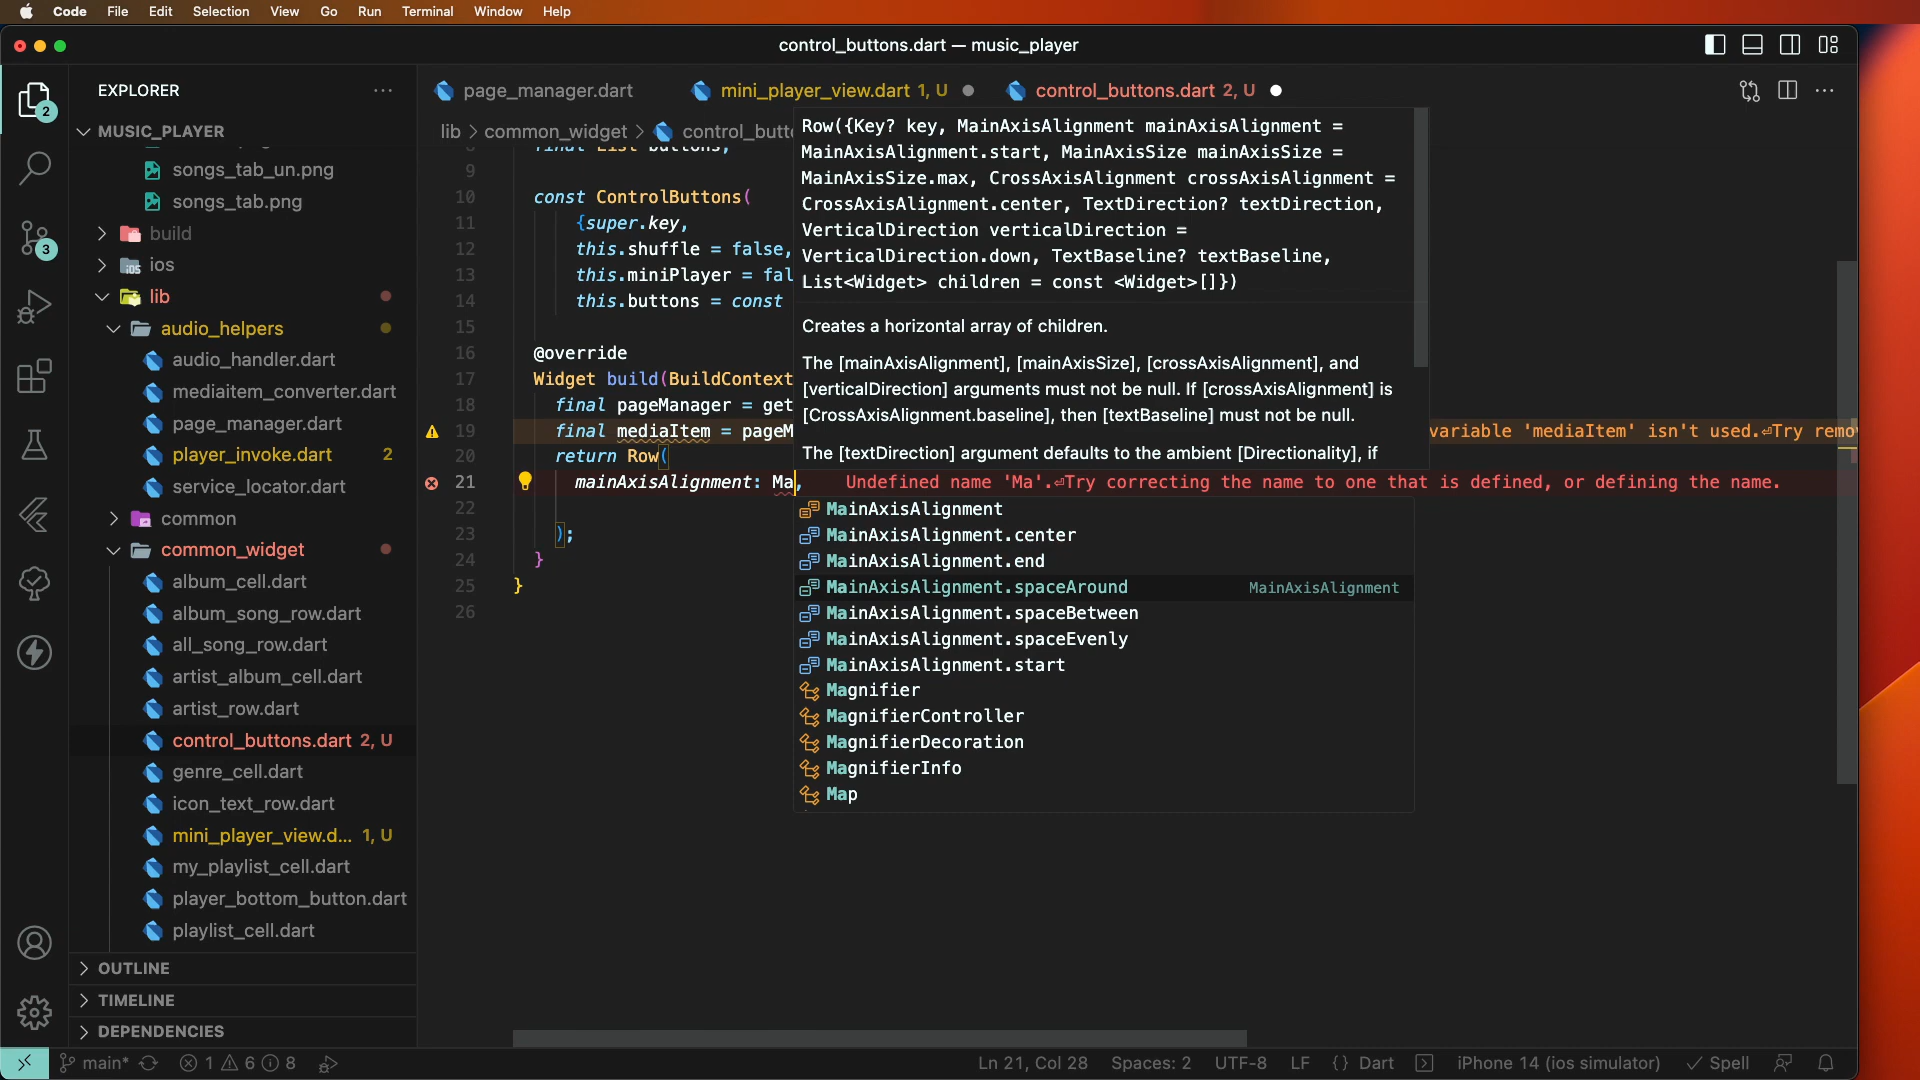 Code File Edit Selection View Go Run Terminal Window Help
control_buttons.dart — music_player
EXPLORER
MUSIC_PLAYER
songs_tab_un.png
songs_tab.png
build
ios
lib
audio_helpers
audio_handler.dart
mediaitem_converter.dart
page_manager.dart
player_invoke.dart 2
service_locator.dart
common
common_widget
album_cell.dart
album_song_row.dart
all_song_row.dart
artist_album_cell.dart
artist_row.dart
control_buttons.dart 2, U
genre_cell.dart
icon_text_row.dart
mini_player_view.d... 1, U
my_playlist_cell.dart
player_bottom_button.dart
playlist_cell.dart
OUTLINE
TIMELINE
DEPENDENCIES
2
3
page_manager.dart mini_player_view.dart 1, U control_buttons.dart 2, U
lib > common_widget > control_butt
8 final List buttons;
9
10 const ControlButtons(
11 {super.key,
12 this.shuffle = false,
13 this.miniPlayer = fal
14 this.buttons = const
15
16 @override
17 Widget build(BuildContext
18 final pageManager = get
19 final mediaItem = pageM variable 'mediaItem' isn't used.⏎Try remo
20 return Row(
21 mainAxisAlignment: Ma, Undefined name 'Ma'.⏎Try correcting the name to one that is defined, or defining the name.
22
23 );
24 }
25 }
26
Row({Key? key, MainAxisAlignment mainAxisAlignment =
MainAxisAlignment.start, MainAxisSize mainAxisSize =
MainAxisSize.max, CrossAxisAlignment crossAxisAlignment =
CrossAxisAlignment.center, TextDirection? textDirection,
VerticalDirection verticalDirection =
VerticalDirection.down, TextBaseline? textBaseline,
List<Widget> children = const <Widget>[]})
Creates a horizontal array of children.
The [mainAxisAlignment], [mainAxisSize], [crossAxisAlignment], and
[verticalDirection] arguments must not be null. If [crossAxisAlignment] is
[CrossAxisAlignment.baseline], then [textBaseline] must not be null.
The [textDirection] argument defaults to the ambient [Directionality], if
MainAxisAlignment
MainAxisAlignment.center
MainAxisAlignment.end
MainAxisAlignment.spaceAround MainAxisAlignment
MainAxisAlignment.spaceBetween
MainAxisAlignment.spaceEvenly
MainAxisAlignment.start
Magnifier
MagnifierController
MagnifierDecoration
MagnifierInfo
Map
main* 1 6 8 Ln 21, Col 28 Spaces: 2 UTF-8 LF {} Dart iPhone 14 (ios simulator) Spell